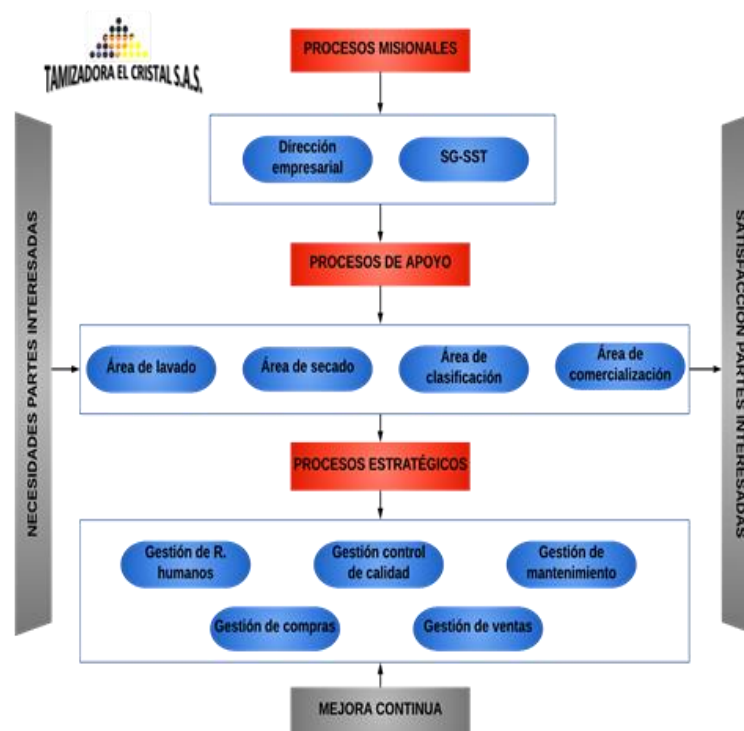 TAMIZADORA EL CRISTAL S.A.S.
PROCESOS MISIONALES
Dirección
empresarial
SG-SST
NECESIDADES PARTES INTERESADAS
SATISFACCION PARTES INTERESADAS
PROCESOS DE APOYO
Área de lavado
Área de secado
Área de
clasificación
Área de
comercialización
PROCESOS ESTRATÉGICOS
Gestión de R.
humanos
Gestión control
de calidad
Gestión de
mantenimiento
Gestión de compras
Gestión de ventas
MEJORA CONTINUA